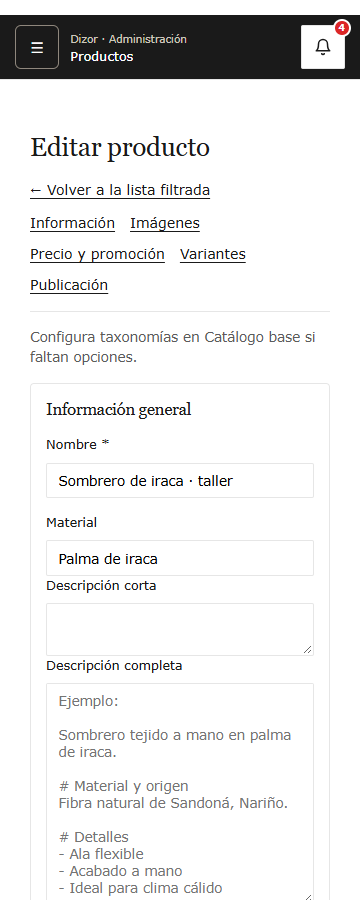 ☰
Dizor · Administración
Productos
4
Editar producto
← Volver a la lista filtrada
Información Imágenes
Precio y promoción Variantes
Publicación
Configura taxonomías en Catálogo base si
faltan opciones.
Información general
Nombre *
Sombrero de iraca · taller
Material
Palma de iraca
Descripción corta
Descripción completa
Ejemplo:
Sombrero tejido a mano en palma
de iraca.
# Material y origen
Fibra natural de Sandoná, Nariño.
# Detalles
- Ala flexible
- Acabado a mano
- Ideal para clima cálido